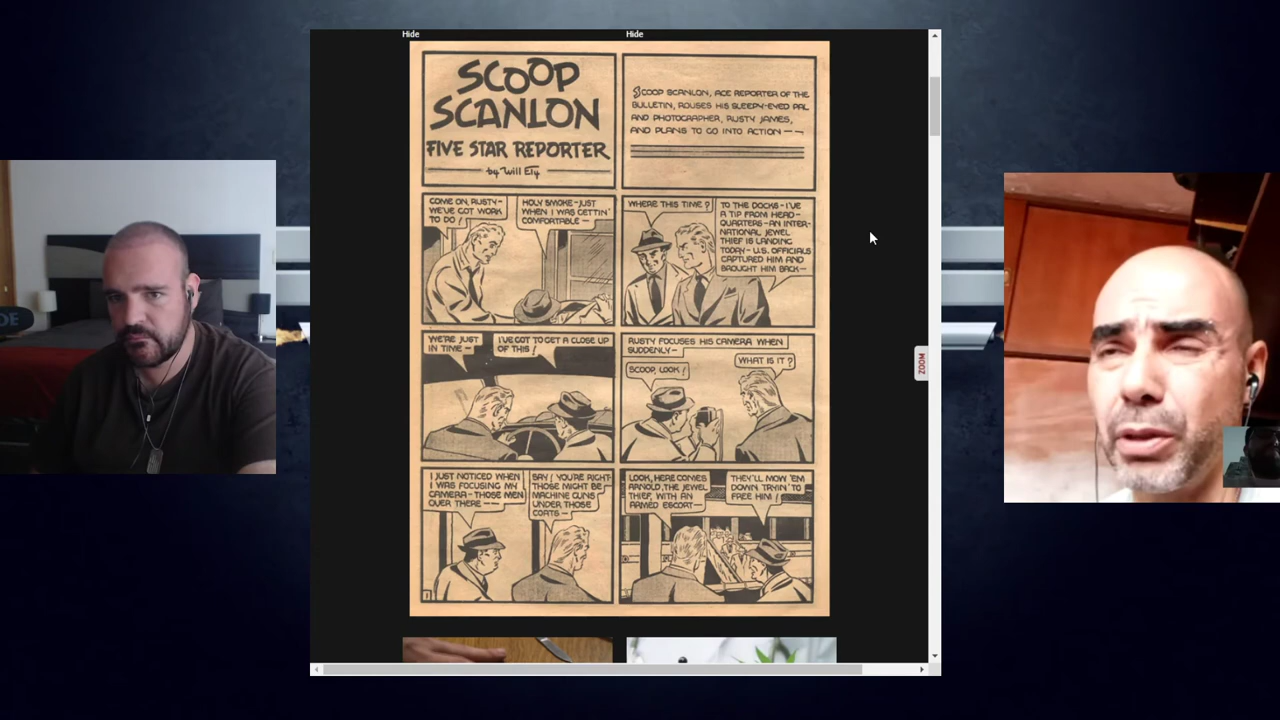 Hide
Hide
SCOOP
SCANLON
FIVE STAR REPORTER
by Will Ely
SCOOP SCANLON, ACE REPORTER OF THE
BULLETIN, ROUSES HIS SLEEPY-EYED PAL
AND PHOTOGRAPHER, RUSTY JAMES,
AND PLANS TO GO INTO ACTION — —
COME ON, RUSTY-
WE'VE GOT WORK
TO DO!
HOLY SMOKE-JUST
WHEN I WAS GETTIN'
COMFORTABLE —
WHERE THIS TIME?
TO THE DOCKS-I'VE
A TIP FROM HEAD-
QUARTERS-AN INTER-
NATIONAL JEWEL
THIEF IS LANDING
TODAY-U.S. OFFICIALS
CAPTURED HIM AND
BROUGHT HIM BACK—
WE'RE JUST
IN TIME —
I'VE GOT TO GET A CLOSE UP
OF THIS!
RUSTY FOCUSES HIS CAMERA WHEN
SUDDENLY—
SCOOP, LOOK!
WHAT IS IT?
I JUST NOTICED WHEN
I WAS FOCUSING MY
CAMERA-THOSE MEN
OVER THERE ——
SAY! YOU'RE RIGHT-
THOSE MIGHT BE
MACHINE GUNS
UNDER THOSE
COATS—
LOOK, HERE COMES
ARNOLD, THE JEWEL
THIEF, WITH AN
ARMED ESCORT—
THEY'LL MOW 'EM
DOWN TRYIN' TO
FREE HIM!
1
ZOOM
DE